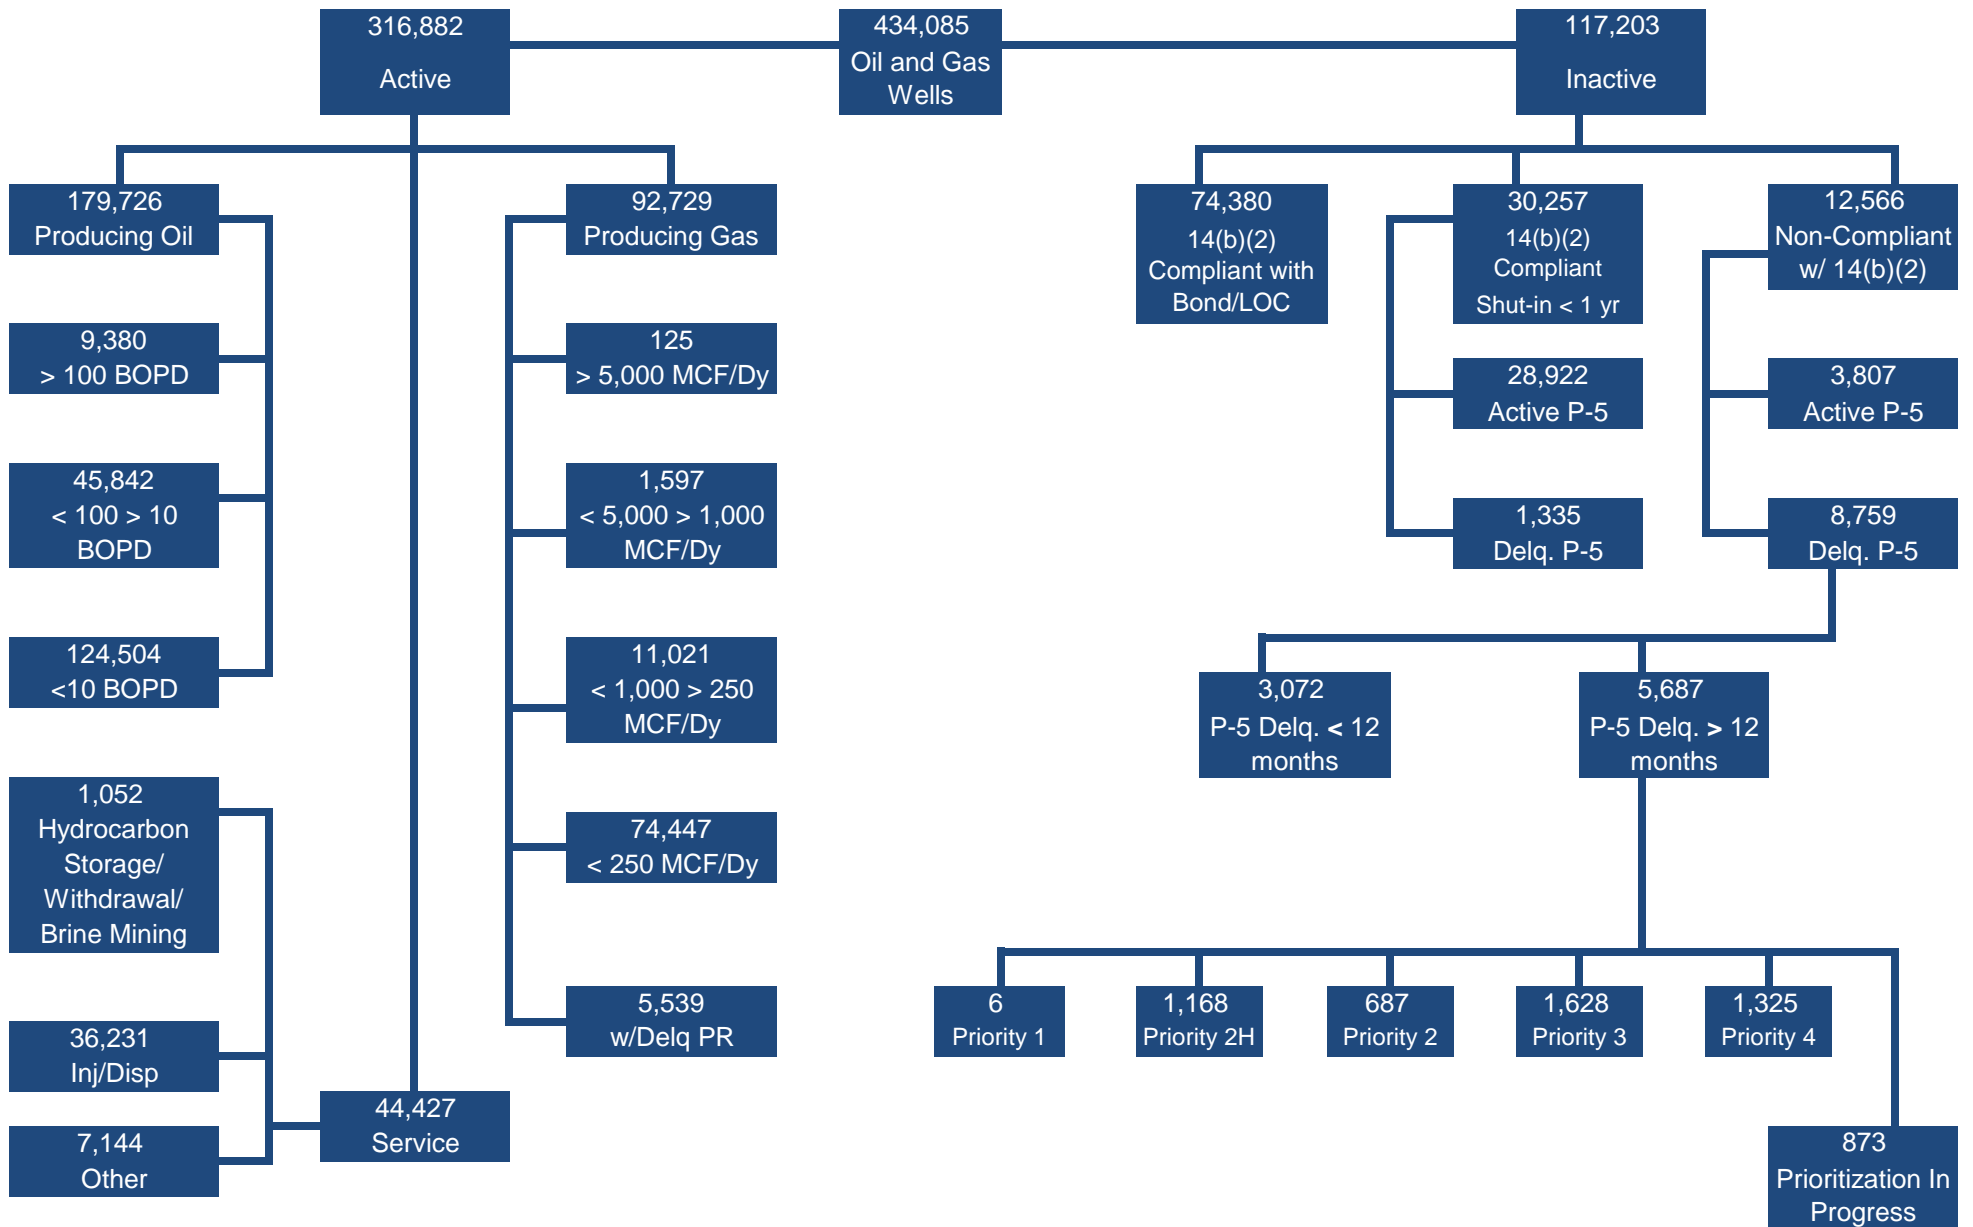 316,882
Active
434,085
Oil and Gas
Wells
117,203
Inactive
179,726
Producing Oil
9,380
> 100 BOPD
45,842
< 100 > 10
BOPD
124,504
<10 BOPD
1,052
Hydrocarbon
Storage/
Withdrawal/
Brine Mining
36,231
Inj/Disp
7,144
Other
44,427
Service
92,729
Producing Gas
125
> 5,000 MCF/Dy
1,597
< 5,000 > 1,000
MCF/Dy
11,021
< 1,000 > 250
MCF/Dy
74,447
< 250 MCF/Dy
5,539
w/Delq PR
74,380
14(b)(2)
Compliant with
Bond/LOC
30,257
14(b)(2)
Compliant
Shut-in < 1 yr
28,922
Active P-5
1,335
Delq. P-5
12,566
Non-Compliant
w/ 14(b)(2)
3,807
Active P-5
8,759
Delq. P-5
3,072
P-5 Delq. < 12
months
5,687
P-5 Delq. > 12
months
6
Priority 1
1,168
Priority 2H
687
Priority 2
1,628
Priority 3
1,325
Priority 4
873
Prioritization In
Progress